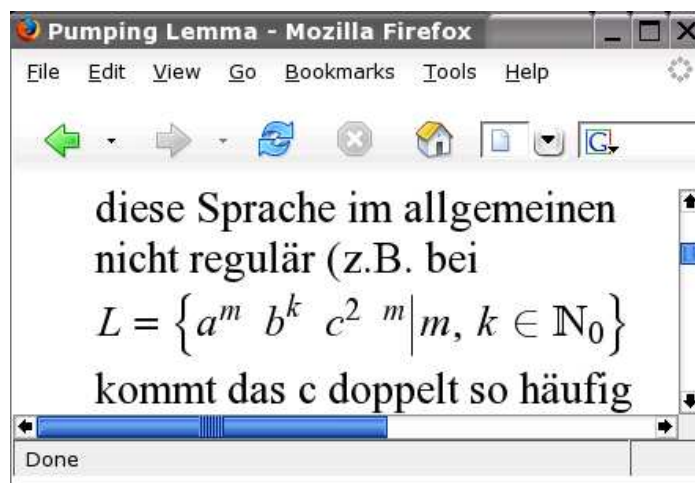 Pumping Lemma - Mozilla Firefox
File Edit View Go Bookmarks Tools Help
G
diese Sprache im allgemeinen
nicht regulär (z.B. bei
L = {a^m b^k c^2 ^m | m, k ∈ ℕ₀}
kommt das c doppelt so häufig
Done